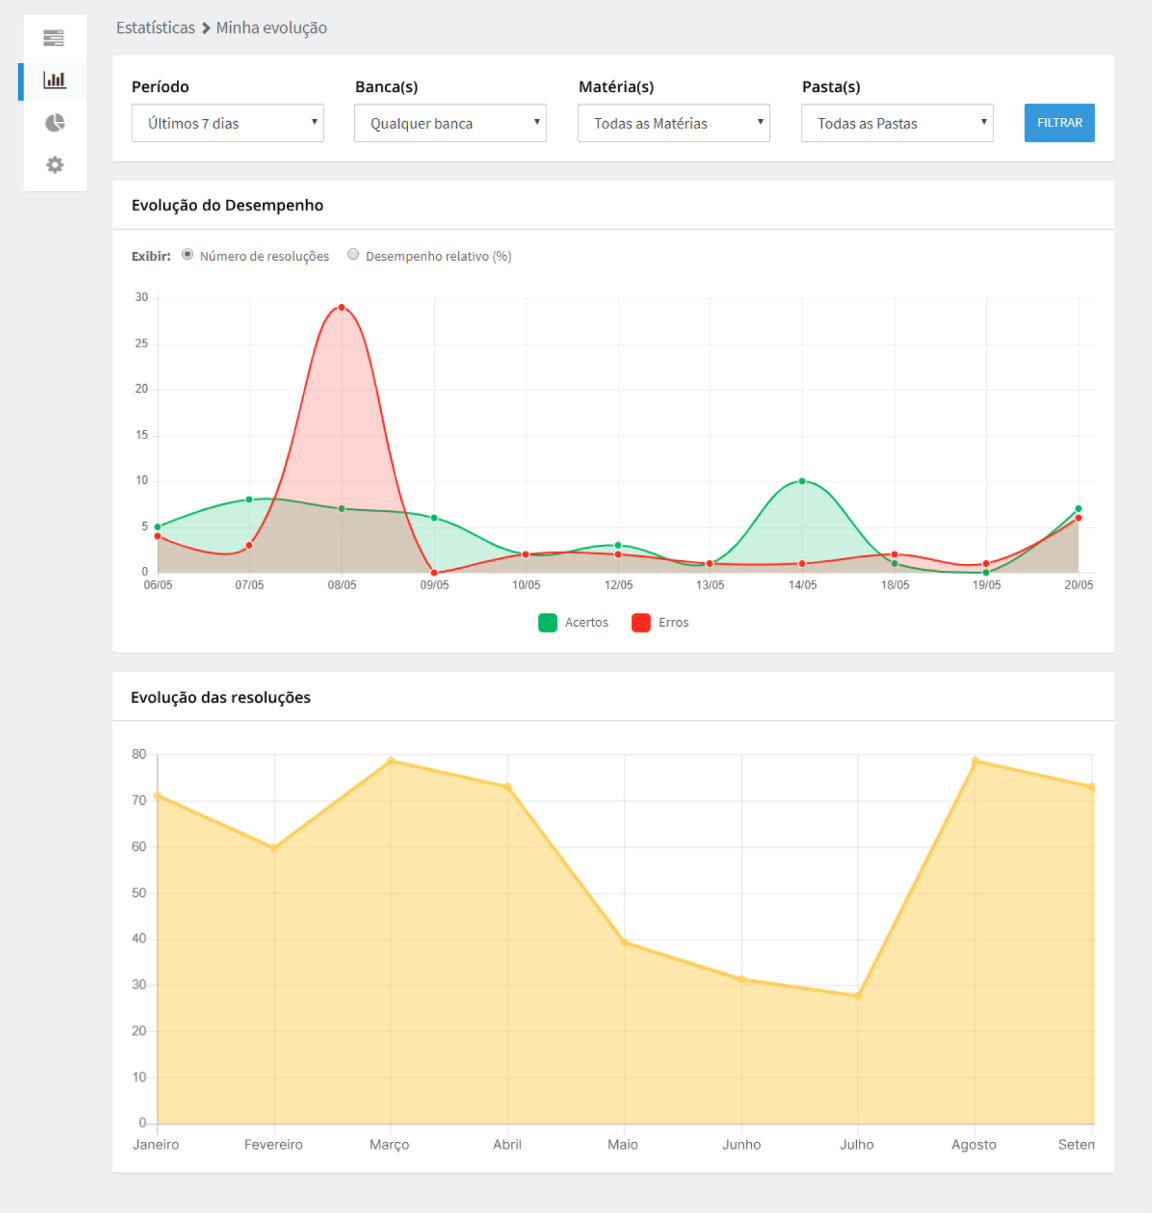 Estatísticas > Minha evolução
Período Banca(s) Matéria(s) Pasta(s)
Últimos 7 dias Qualquer banca Todas as Matérias Todas as Pastas FILTRAR
Evolução do Desempenho
Exibir: Número de resoluções Desempenho relativo (%)
30
25
20
15
10
5
0
06/05 07/05 08/05 09/05 10/05 12/05 13/05 14/05 18/05 19/05 20/05
Acertos Erros
Evolução das resoluções
80
70
60
50
40
30
20
10
0
Janeiro Fevereiro Março Abril Maio Junho Julho Agosto Setem